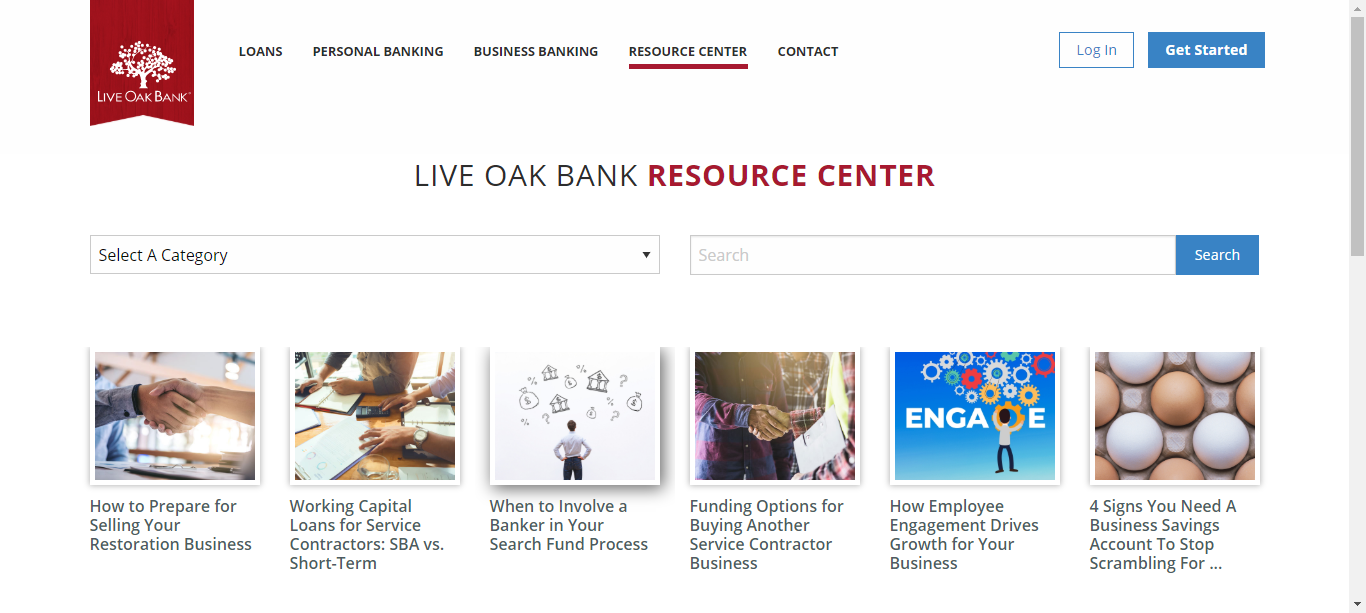 LIVE OAK BANK
LOANS
PERSONAL BANKING
BUSINESS BANKING
RESOURCE CENTER
CONTACT
Log In
Get Started
LIVE OAK BANK RESOURCE CENTER
Select A Category
Search
Search
ENGAGE
How to Prepare for
Selling Your
Restoration Business
Working Capital
Loans for Service
Contractors: SBA vs.
Short-Term
When to Involve a
Banker in Your
Search Fund Process
Funding Options for
Buying Another
Service Contractor
Business
How Employee
Engagement Drives
Growth for Your
Business
4 Signs You Need A
Business Savings
Account To Stop
Scrambling For ...